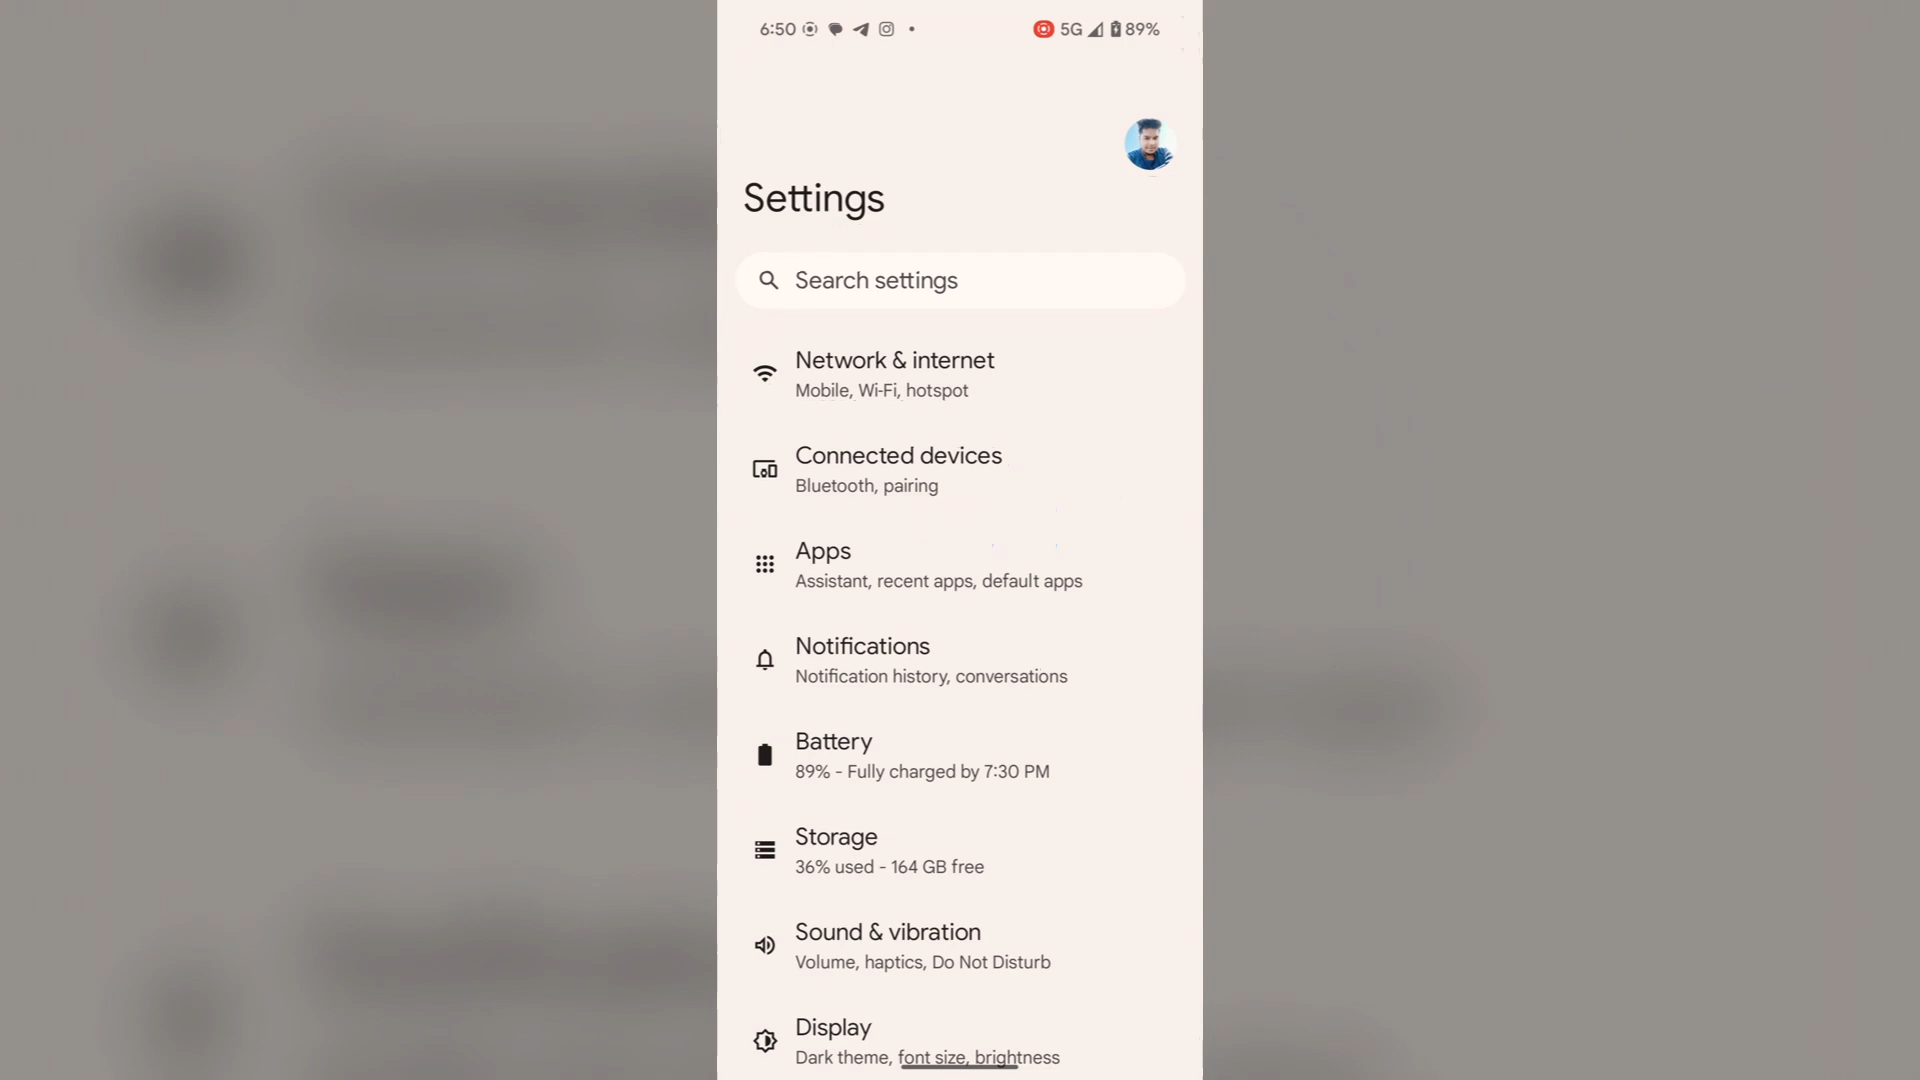 6:50 5G 89%
Settings
Search settings
Network & internet
Mobile, Wi-Fi, hotspot
Connected devices
Bluetooth, pairing
Apps
Assistant, recent apps, default apps
Notifications
Notification history, conversations
Battery
89% - Fully charged by 7:30 PM
Storage
36% used - 164 GB free
Sound & vibration
Volume, haptics, Do Not Disturb
Display
Dark theme, font size, brightness